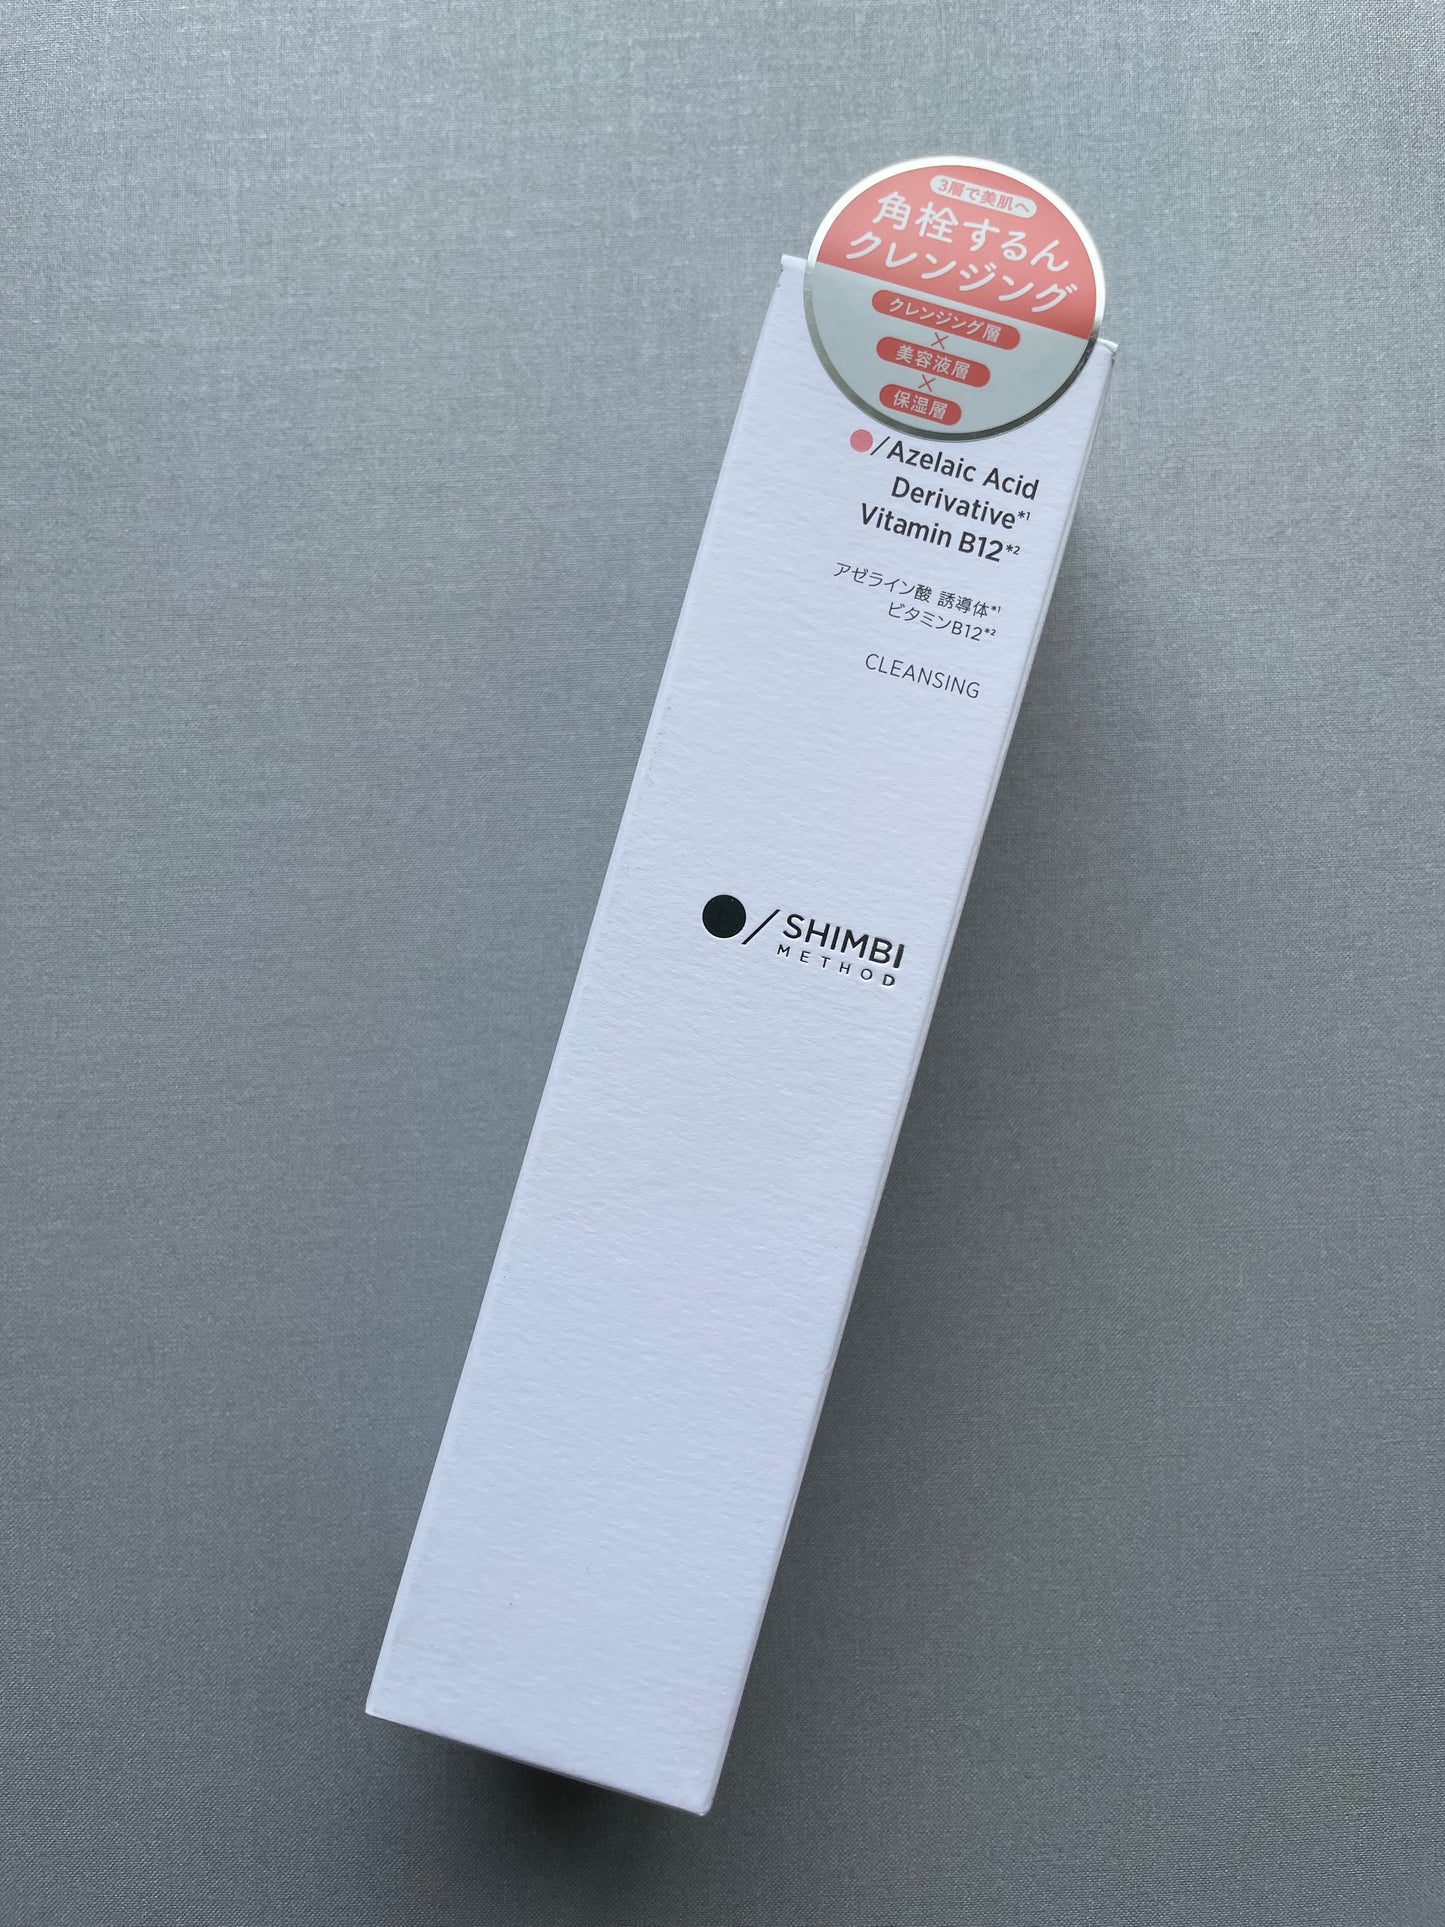 3層で美肌へ
角栓するん
クレンジング
クレンジング層
×
美容液層
×
保湿層
/Azelaic Acid
Derivative*1
Vitamin B12*2
アゼライン酸 誘導体*1
ビタミンB12*2
CLEANSING
/SHIMBI
METHOD